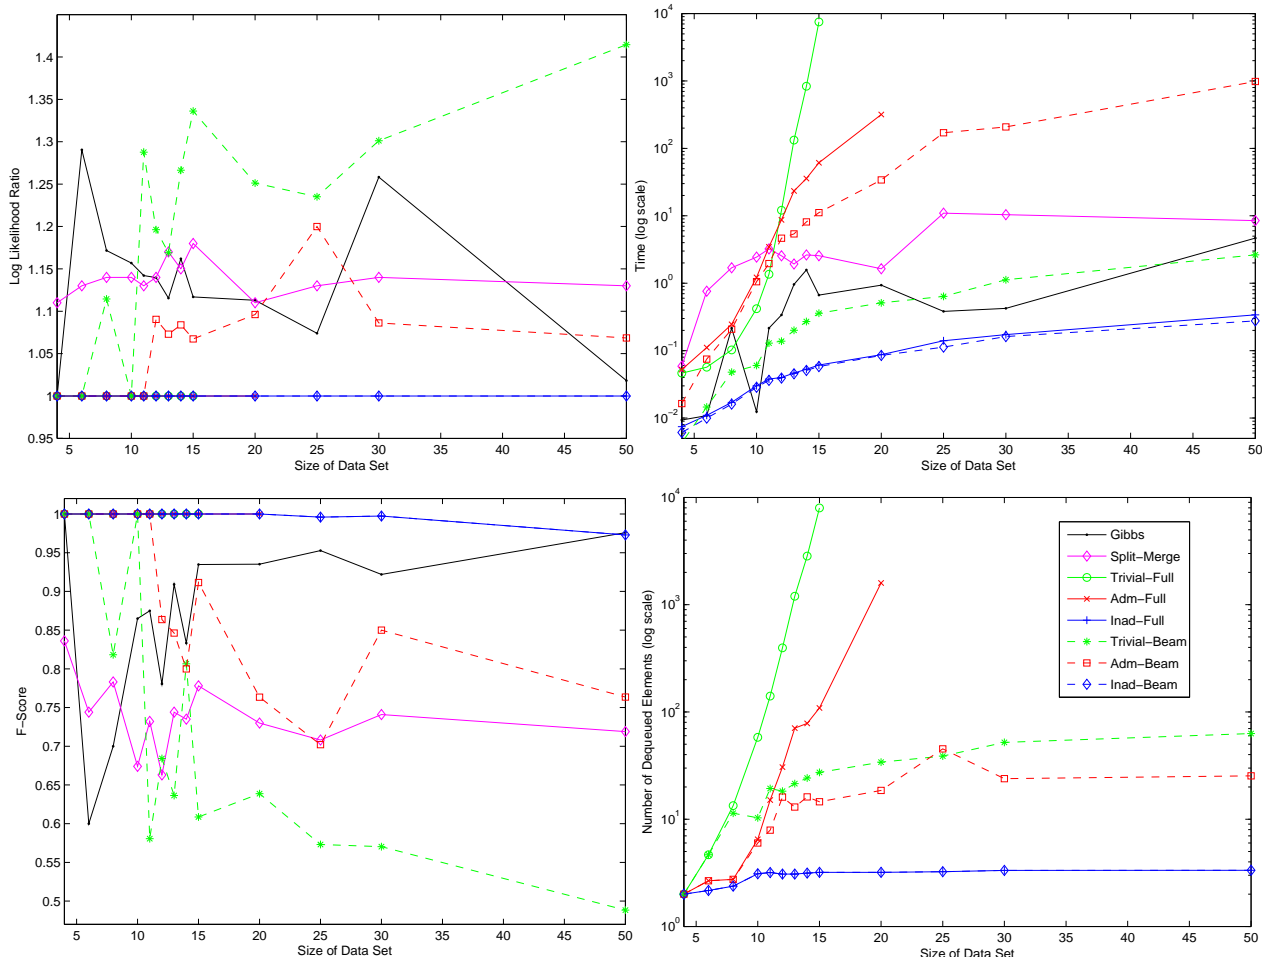 1.4
1.35
1.3
1.25
1.2
1.15
1.1
1.05
1
0.95
Log Likelihood Ratio
5 10 15 20 25 30 35 40 45 50
Size of Data Set
10^4
10^3
10^2
10^1
10^0
10^-1
10^-2
Time (log scale)
5 10 15 20 25 30 35 40 45 50
Size of Data Set
1
0.95
0.9
0.85
0.8
0.75
0.7
0.65
0.6
0.55
0.5
F-Score
5 10 15 20 25 30 35 40 45 50
Size of Data Set
10^4
10^3
10^2
10^1
10^0
Number of Dequeued Elements (log scale)
5 10 15 20 25 30 35 40 45 50
Size of Data Set
Gibbs
Split-Merge
Trivial-Full
Adm-Full
Inad-Full
Trivial-Beam
Adm-Beam
Inad-Beam